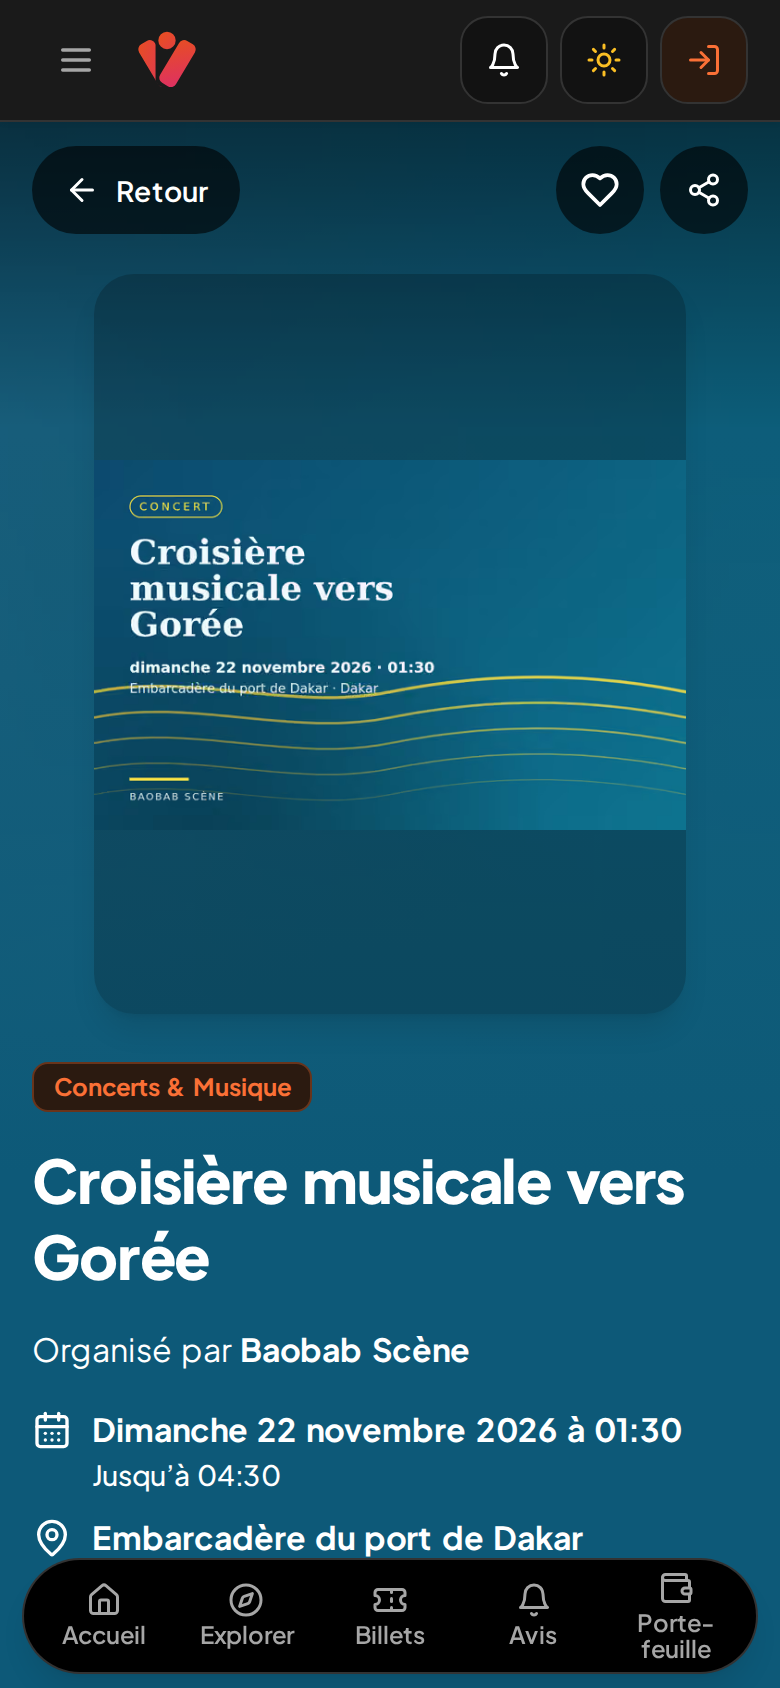 Retour
CONCERT
Croisière
musicale vers
Gorée
dimanche 22 novembre 2026 · 01:30
Embarcadère du port de Dakar · Dakar
BAOBAB SCÈNE
Concerts & Musique
Croisière musicale vers
Gorée
Organisé par Baobab Scène
Dimanche 22 novembre 2026 à 01:30
Jusqu’à 04:30
Embarcadère du port de Dakar
Accueil
Explorer
Billets
Avis
Porte-
feuille